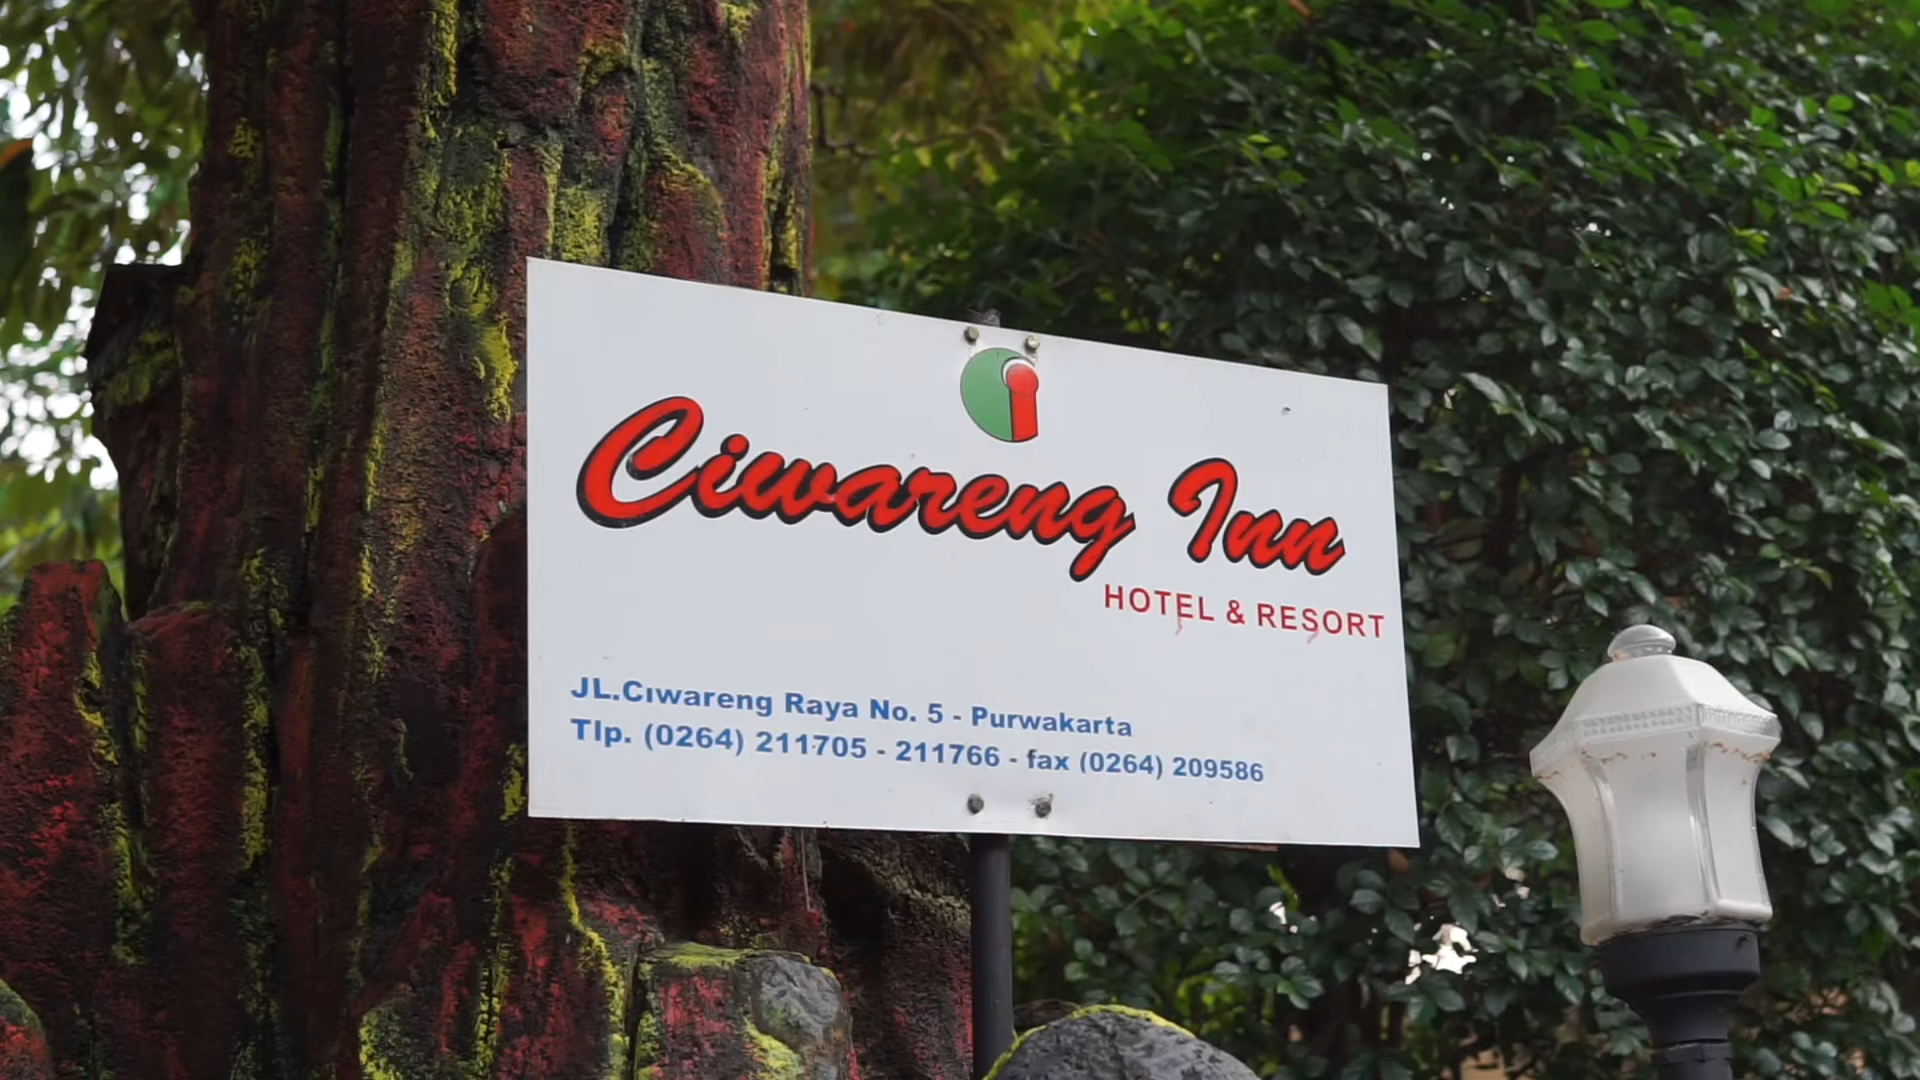 Ciwareng Inn
HOTEL & RESORT
JL.Ciwareng Raya No. 5 - Purwakarta
Tlp. (0264) 211705 - 211766 - fax (0264) 209586